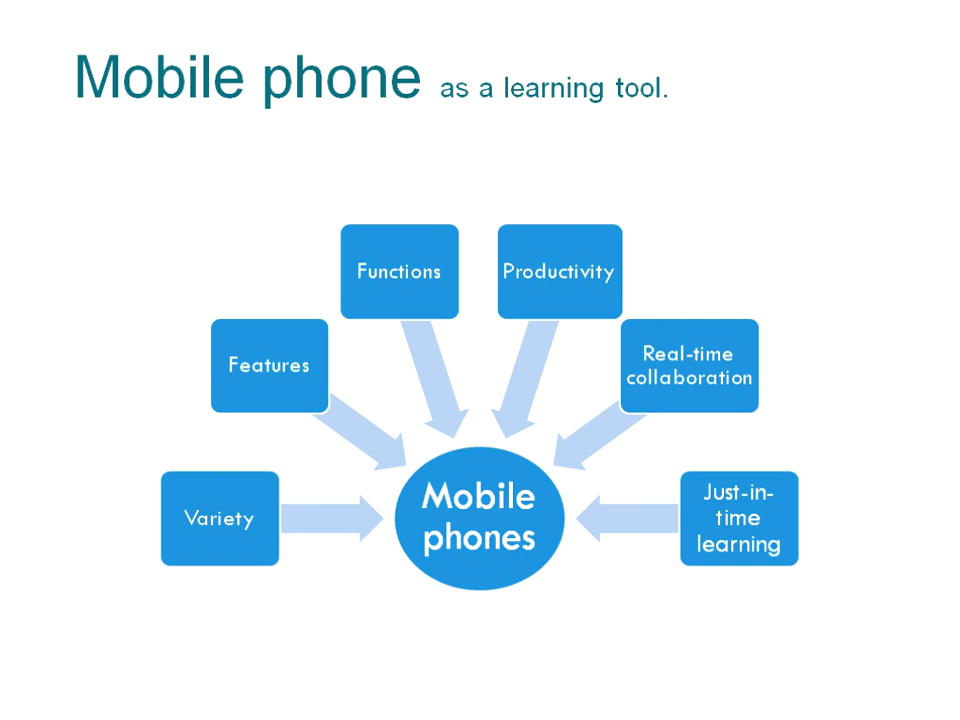 Mobile phone as a learning tool.
Functions
Productivity
Features
Real-time
collaboration
Variety
Mobile
phones
Just-in-
time
learning